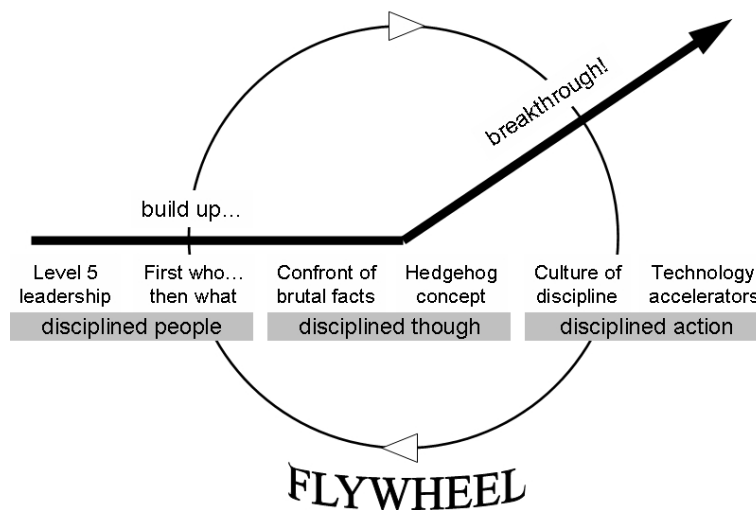 breakthrough!
build up...
Level 5
leadership
First who...
then what
Confront of
brutal facts
Hedgehog
concept
Culture of
discipline
Technology
accelerators
disciplined people
disciplined though
disciplined action
FLYWHEEL